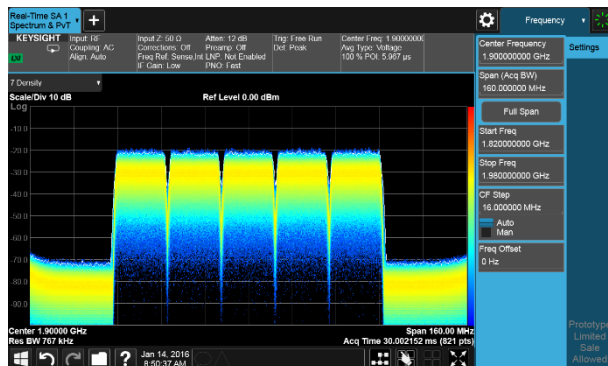 Real-Time SA 1
Spectrum & PvT
+
Frequency
KEYSIGHT
Input: RF
Coupling: AC
Align: Auto
Input Z: 50 Ω
Corrections: Off
Freq Ref: Sense,Int
IF Gain: Low
Atten: 12 dB
Preamp: Off
LNP: Not Enabled
PNO: Fast
Trig: Free Run
Det: Peak
Center Freq: 1.90000000
Avg Type: Voltage
100 % POI: 5.967 µs
7 Density
Scale/Div 10 dB
Ref Level 0.00 dBm
Log
-10.0
-20.0
-30.0
-40.0
-50.0
-60.0
-70.0
-80.0
-90.0
Center 1.90000 GHz
Res BW 767 kHz
Span 160.00 MHz
Acq Time 30.002152 ms (821 pts)
?
Jan 14, 2016
8:50:37 AM
Center Frequency
1.900000000 GHz
Settings
Span (Acq BW)
160.000000 MHz
Full Span
Start Freq
1.820000000 GHz
Stop Freq
1.980000000 GHz
CF Step
16.000000 MHz
Auto
Man
Freq Offset
0 Hz
Prototype
Limited
Sale
Allowed